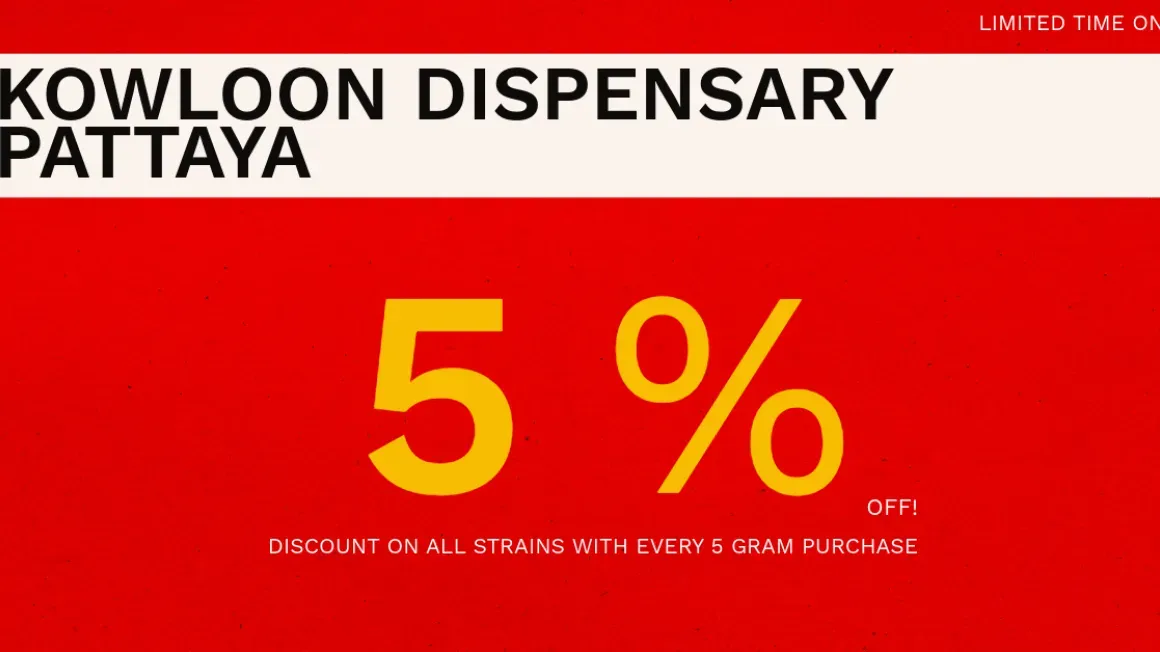 LIMITED TIME ON
KOWLOON DISPENSARY
PATTAYA
5 %
OFF!
DISCOUNT ON ALL STRAINS WITH EVERY 5 GRAM PURCHASE